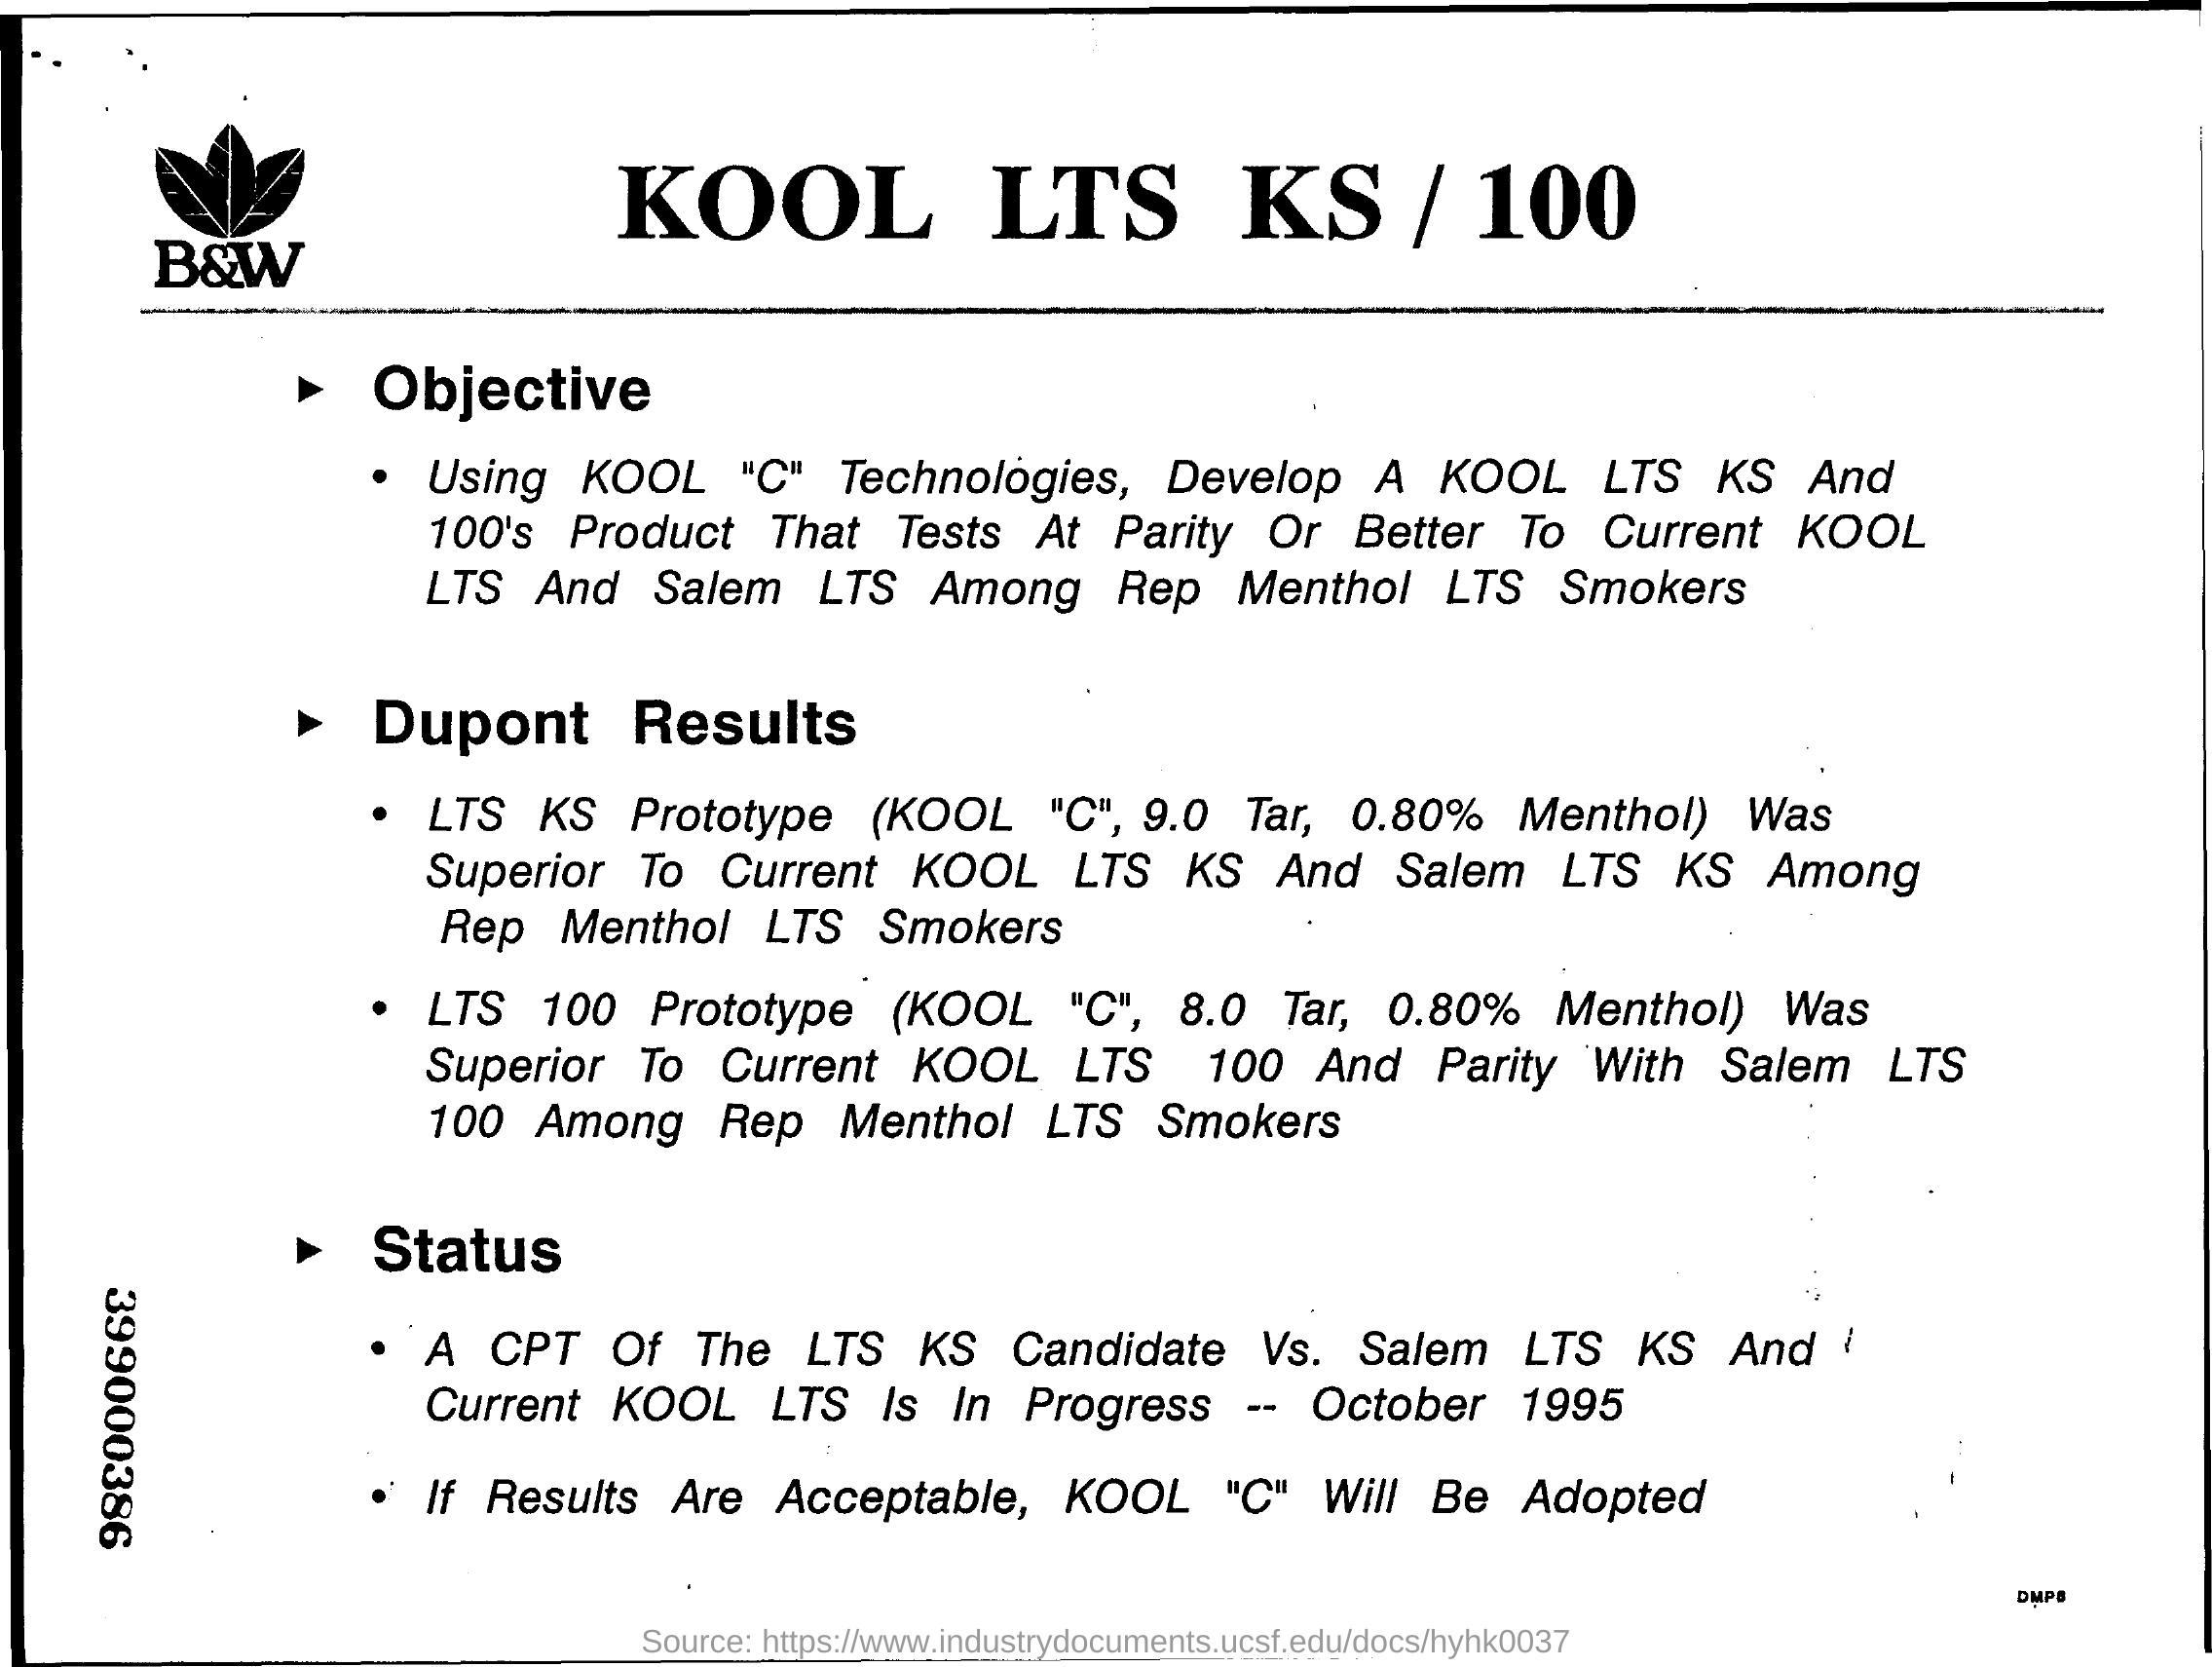 B&W
KOOL LTS KS / 100
► Objective
• Using KOOL "C" Technologies, Develop A KOOL LTS KS And
100's Product That Tests At Parity Or Better To Current KOOL
LTS And Salem LTS Among Rep Menthol LTS Smokers
► Dupont Results
• LTS KS Prototype (KOOL "C", 9.0 Tar, 0.80% Menthol) Was
Superior To Current KOOL LTS KS And Salem LTS KS Among
Rep Menthol LTS Smokers
• LTS 100 Prototype (KOOL "C", 8.0 Tar, 0.80% Menthol) Was
Superior To Current KOOL LTS 100 And Parity With Salem LTS
100 Among Rep Menthol LTS Smokers
► Status
• A CPT Of The LTS KS Candidate Vs. Salem LTS KS And
Current KOOL LTS Is In Progress -- October 1995
• If Results Are Acceptable, KOOL "C" Will Be Adopted
399000386
Source: https://www.industrydocuments.ucsf.edu/docs/hyhk0037